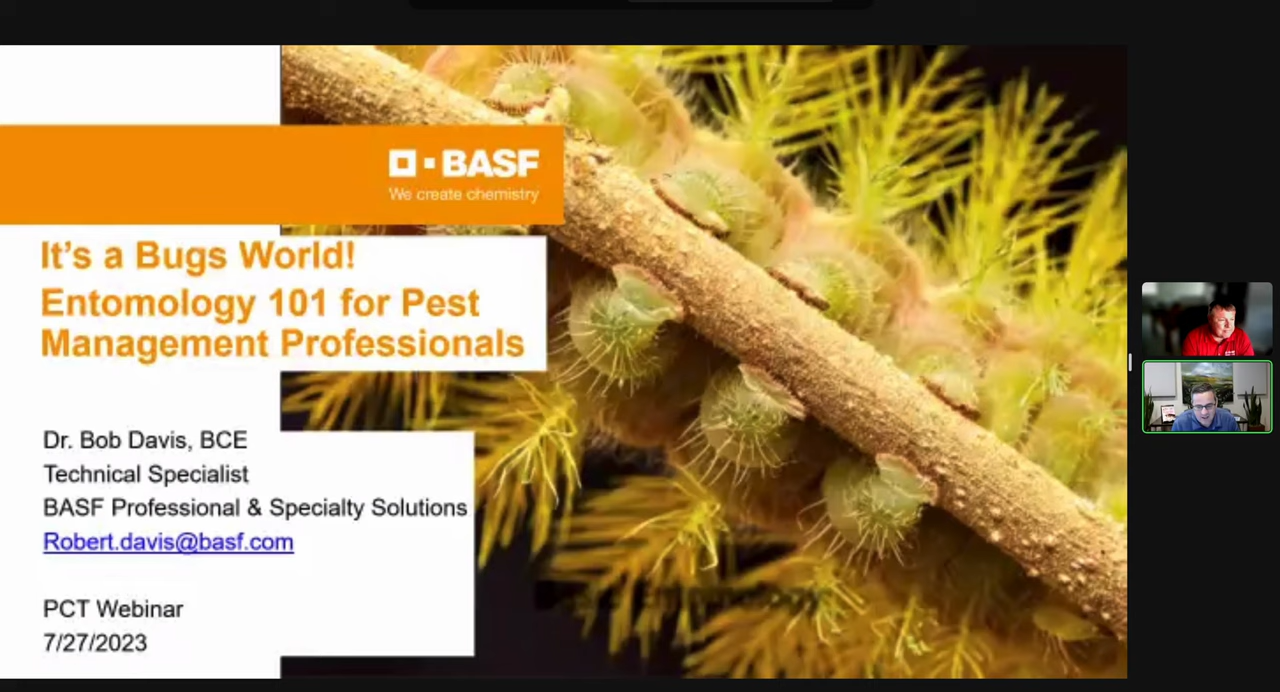 BASF
We create chemistry
It's a Bugs World!
Entomology 101 for Pest
Management Professionals
Dr. Bob Davis, BCE
Technical Specialist
BASF Professional & Specialty Solutions
Robert.davis@basf.com
PCT Webinar
7/27/2023